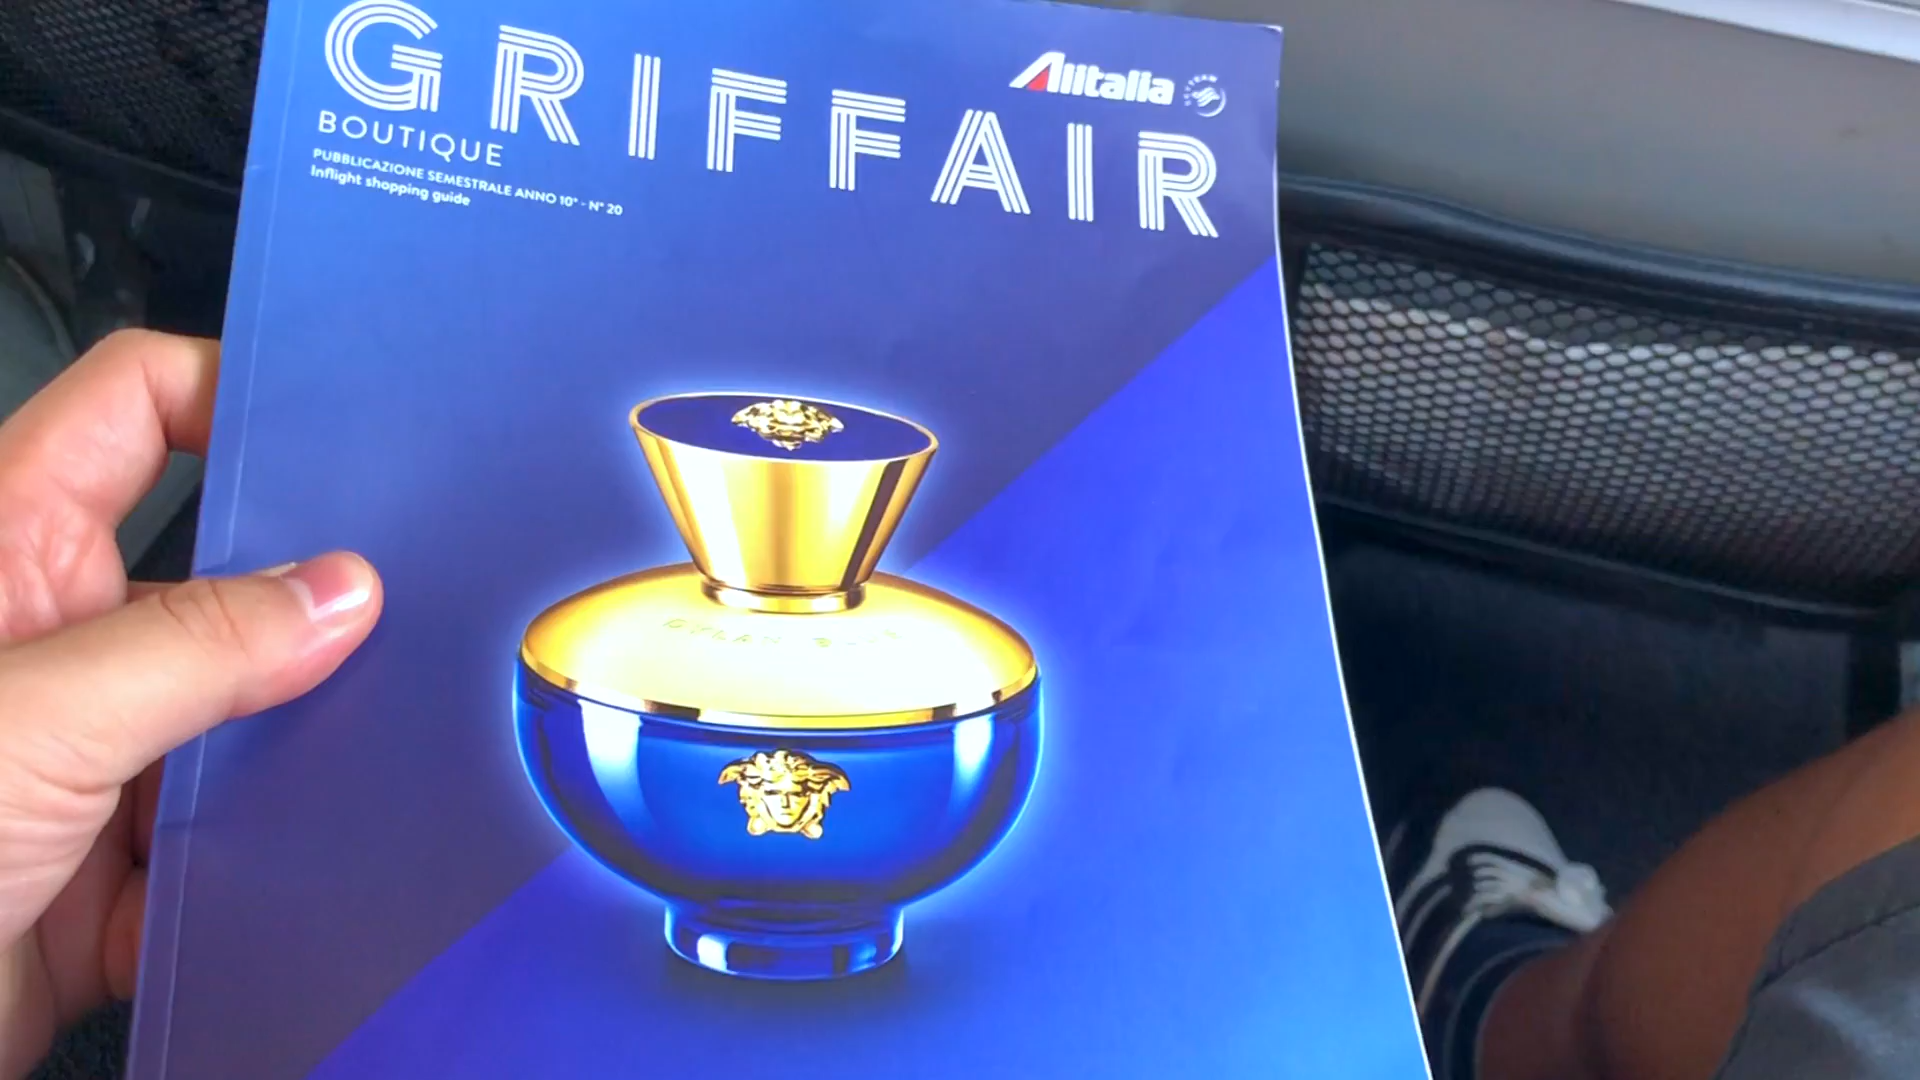 GRIFFAIR
Alitalia
BOUTIQUE
PUBBLICAZIONE SEMESTRALE ANNO 10° - N° 20
Inflight shopping guide
DYLAN BLUE